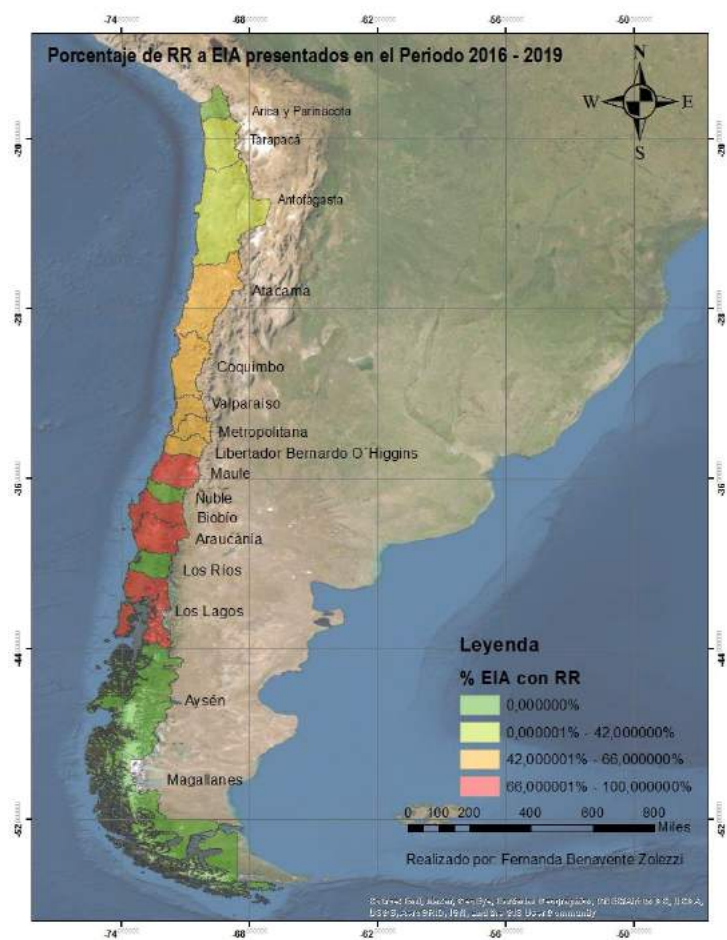 -74 -68 -62 -56 -50
Porcentaje de RR a EIA presentados en el Periodo 2016 - 2019
N
W E
S
Arica y Parinacota
Tarapacá
Antofagasta
Atacama
Coquimbo
Valparaíso
Metropolitana
Libertador Bernardo O´Higgins
Maule
Ñuble
Biobío
Araucánia
Los Ríos
Los Lagos
Aysén
Magallanes
-20 -20
-28 -28
-36 -36
-44 -44
-52 -52
Leyenda
% EIA con RR
0,000000%
0,000001% - 42,000000%
42,000001% - 66,000000%
66,000001% - 100,000000%
0 100 200 400 600 800
Miles
Realizado por: Fernanda Benavente Zolezzi
-74 -68 -62 -56 -50